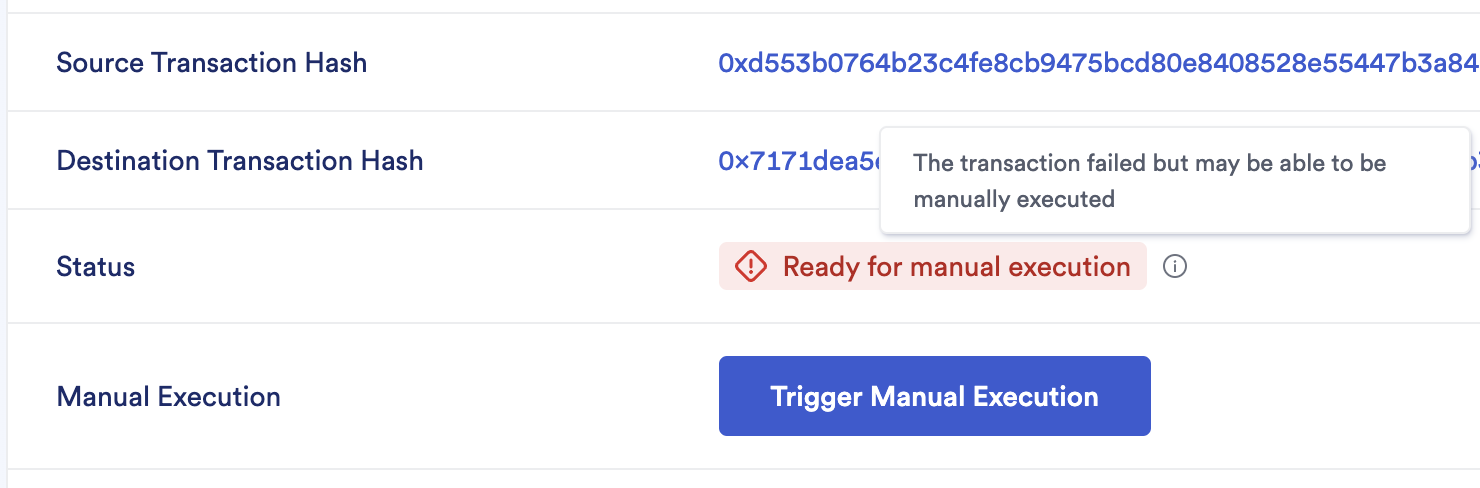 Source Transaction Hash
0xd553b0764b23c4fe8cb9475bcd80e8408528e55447b3a84
Destination Transaction Hash
0x7171dea5
The transaction failed but may be able to be
manually executed
Status
Ready for manual execution
Manual Execution
Trigger Manual Execution